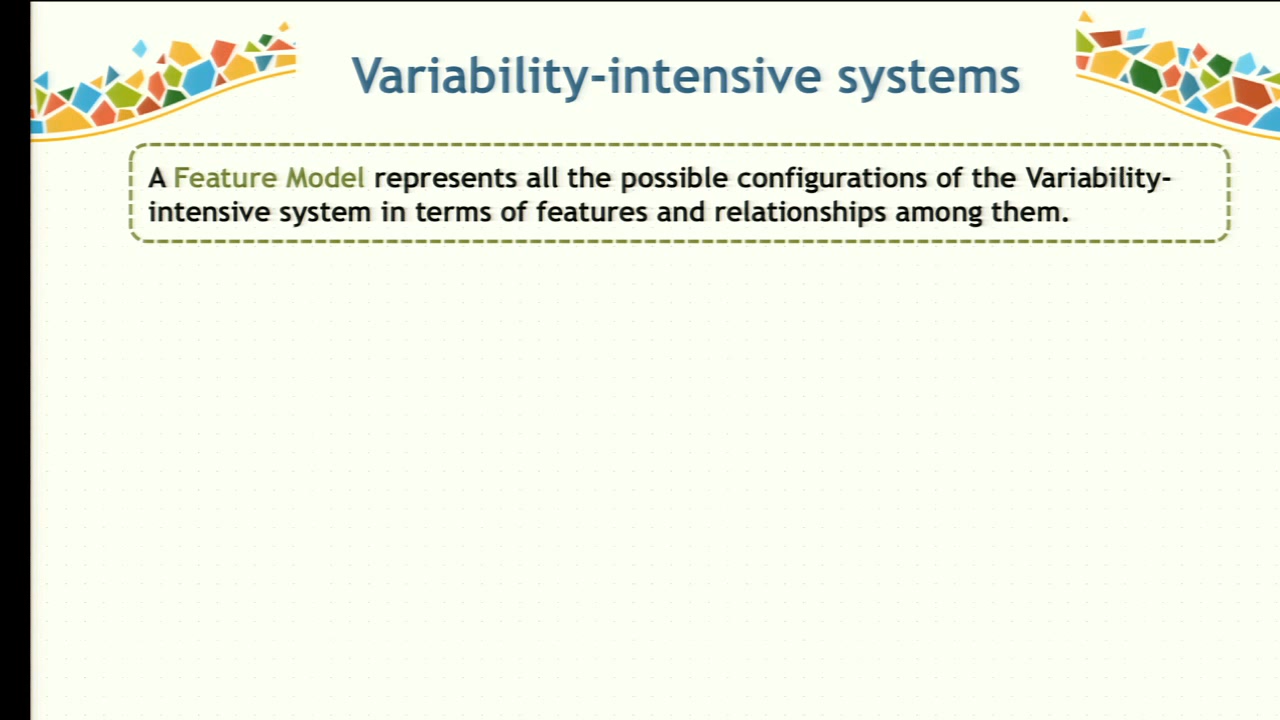 Variability-intensive systems
A Feature Model represents all the possible configurations of the Variability-
intensive system in terms of features and relationships among them.